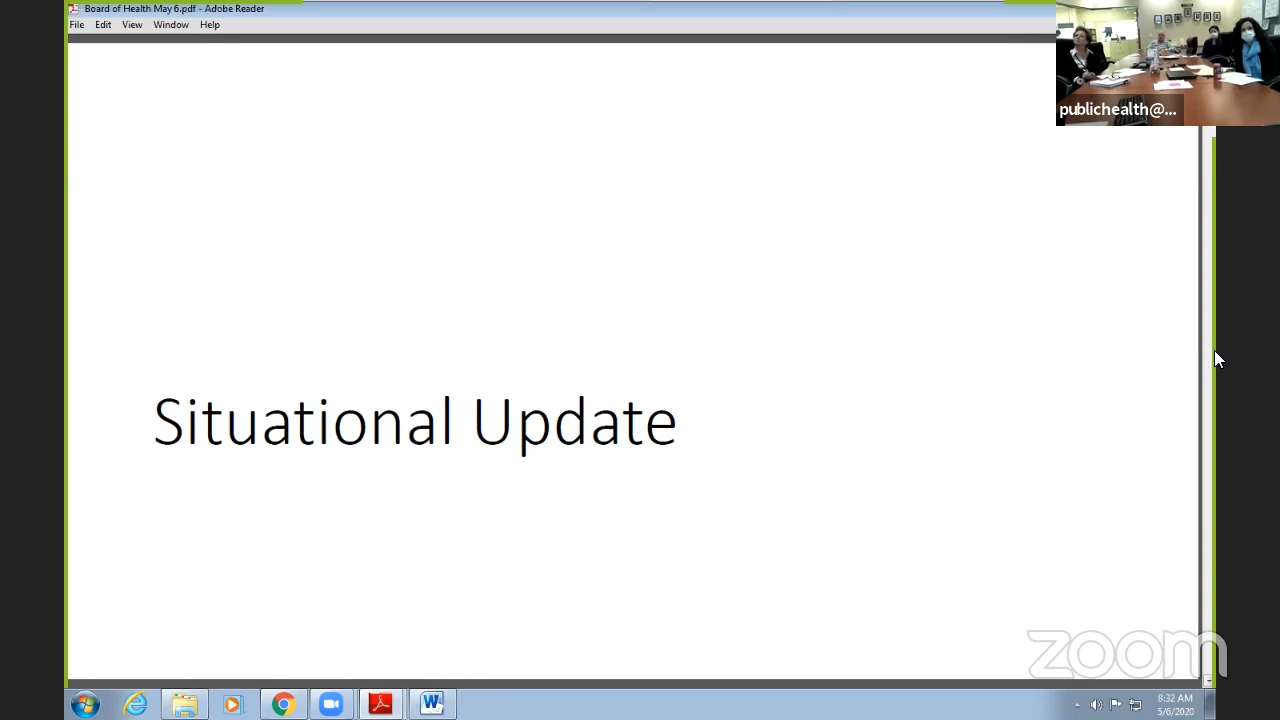 Board of Health May 6.pdf - Adobe Reader
File Edit View Window Help
publichealth@...
Situational Update
zoom
8:32 AM
5/6/2020